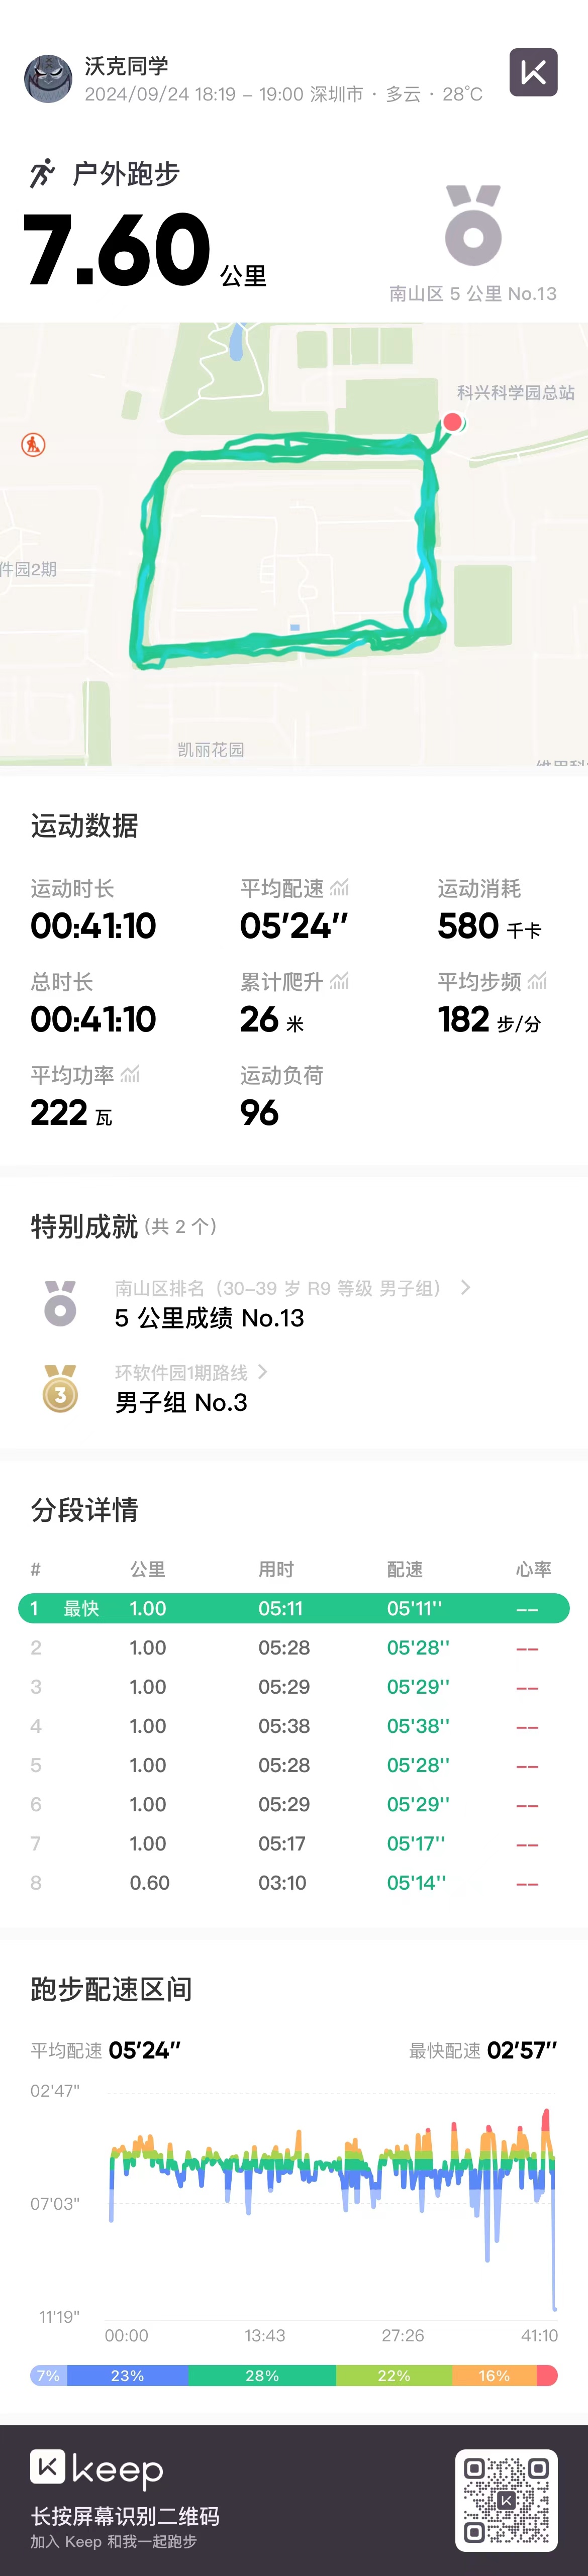 沃克同学
2024/09/24 18:19 - 19:00 深圳市 · 多云 · 28℃
户外跑步
7.60 公里
南山区 5 公里 No.13
科兴科学园总站
件园2期
凯丽花园
运动数据
运动时长 平均配速 运动消耗
00:41:10 05'24'' 580 千卡
总时长 累计爬升 平均步频
00:41:10 26 米 182 步/分
平均功率 运动负荷
222 瓦 96
特别成就 (共 2 个)
南山区排名（30-39 岁 R9 等级 男子组）
5 公里成绩 No.13
环软件园1期路线
3
男子组 No.3
分段详情
# 公里 用时 配速 心率
1 最快 1.00 05:11 05'11'' --
2 1.00 05:28 05'28'' --
3 1.00 05:29 05'29'' --
4 1.00 05:38 05'38'' --
5 1.00 05:28 05'28'' --
6 1.00 05:29 05'29'' --
7 1.00 05:17 05'17'' --
8 0.60 03:10 05'14'' --
跑步配速区间
平均配速 05'24'' 最快配速 02'57''
02'47"
07'03"
11'19"
00:00 13:43 27:26 41:10
7% 23% 28% 22% 16%
keep
长按屏幕识别二维码
加入 Keep 和我一起跑步